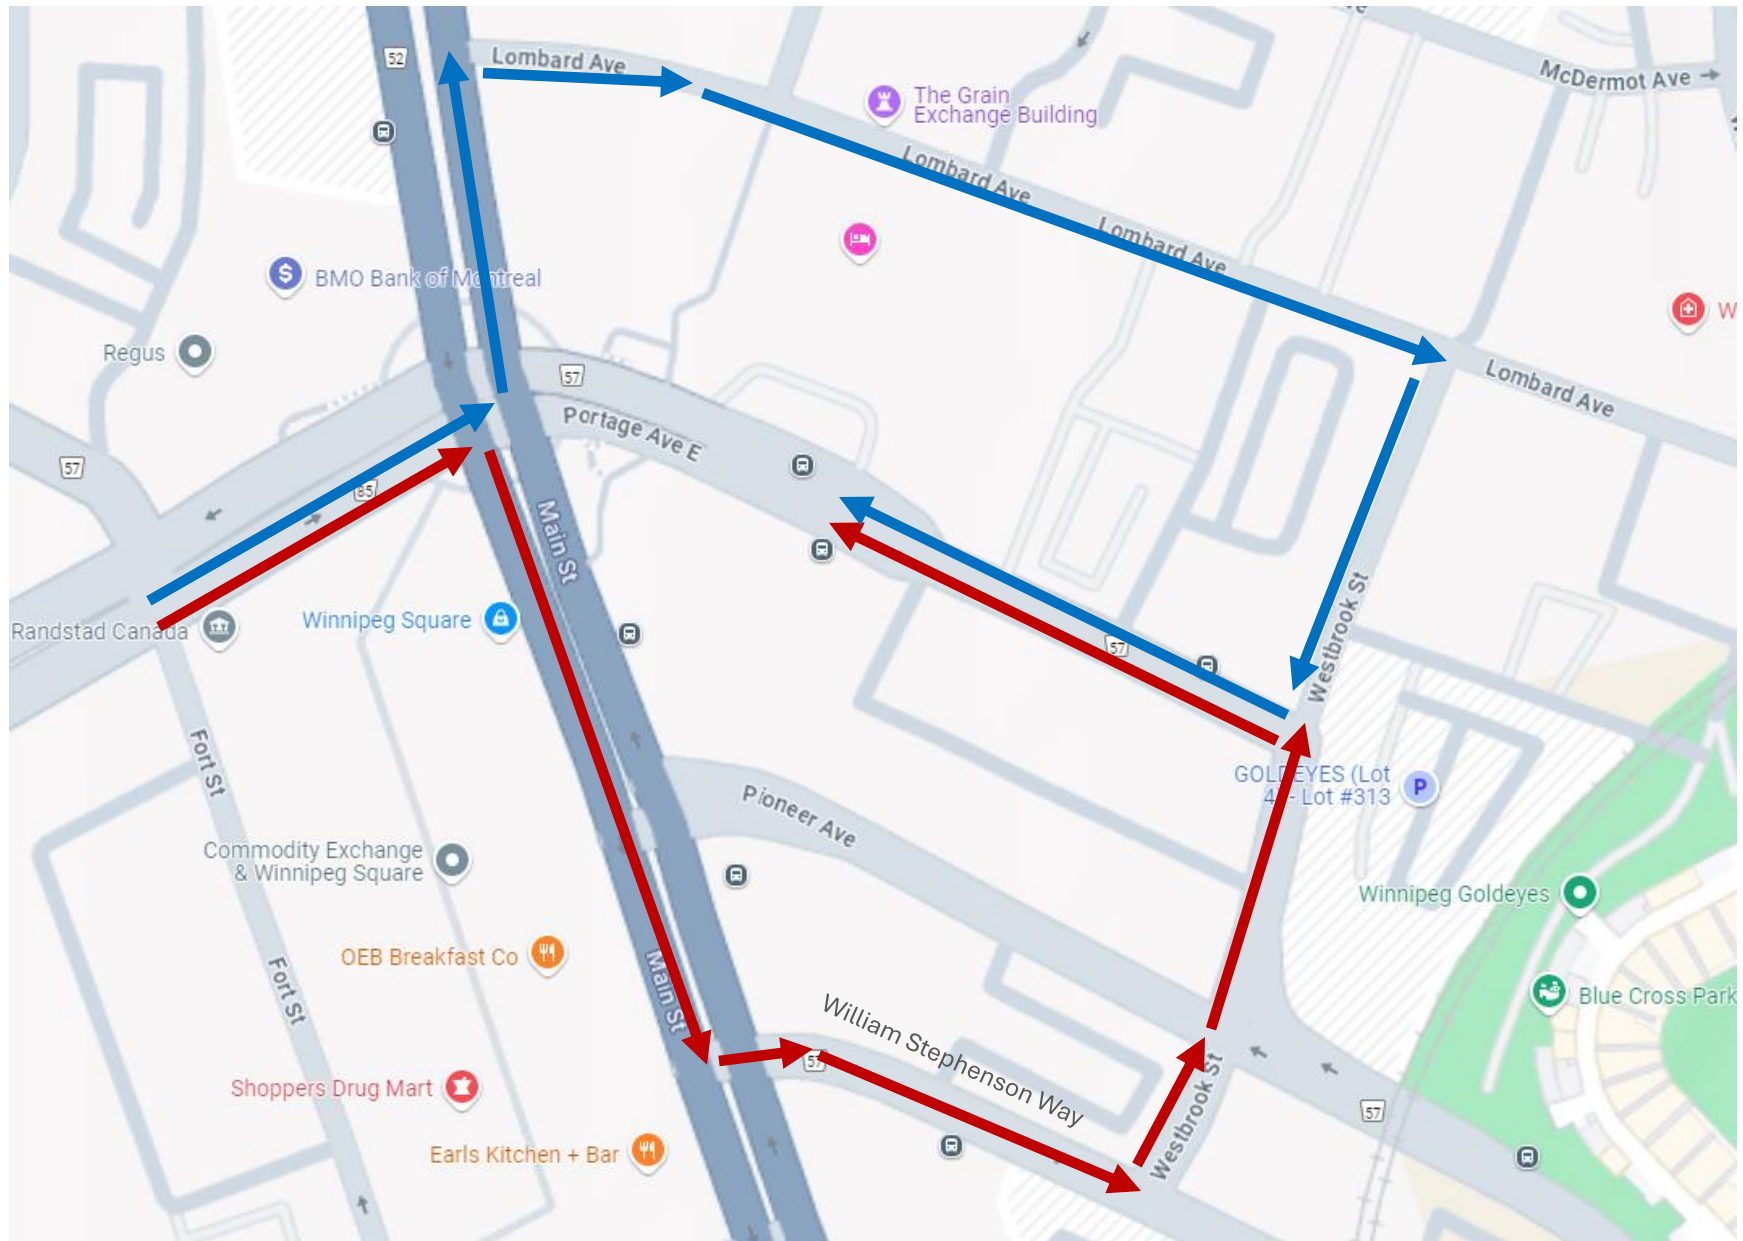 52
Lombard Ave
McDermot Ave
The Grain
Exchange Building
Lombard Ave
Lombard Ave
BMO Bank of Montreal
W
Regus
57
Lombard Ave
Portage Ave E
57
85
Main St
Randstad Canada
Winnipeg Square
57
Westbrook St
Fort St
GOLDEYES (Lot
4) - Lot #313
P
Pioneer Ave
Commodity Exchange
& Winnipeg Square
Winnipeg Goldeyes
OEB Breakfast Co
Main St
Fort St
Blue Cross Park
William Stephenson Way
57
Shoppers Drug Mart
Westbrook St
57
Earls Kitchen + Bar